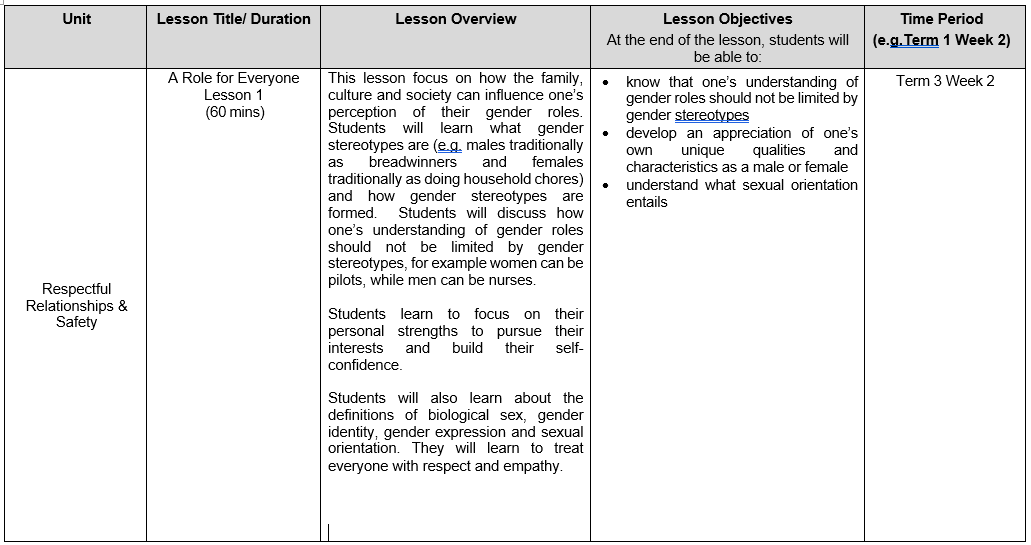 Unit
Lesson Title/ Duration
Lesson Overview
Lesson Objectives
At the end of the lesson, students will
be able to:
Time Period
(e.g.Term 1 Week 2)
Respectful
Relationships &
Safety
A Role for Everyone
Lesson 1
(60 mins)
This lesson focus on how the family,
culture and society can influence one’s
perception of their gender roles.
Students will learn what gender
stereotypes are (e.g. males traditionally
as breadwinners and females
traditionally as doing household chores)
and how gender stereotypes are
formed. Students will discuss how
one’s understanding of gender roles
should not be limited by gender
stereotypes, for example women can be
pilots, while men can be nurses.
Students learn to focus on their
personal strengths to pursue their
interests and build their self-
confidence.
Students will also learn about the
definitions of biological sex, gender
identity, gender expression and sexual
orientation. They will learn to treat
everyone with respect and empathy.
• know that one’s understanding of
gender roles should not be limited by
gender stereotypes
• develop an appreciation of one’s
own unique qualities and
characteristics as a male or female
• understand what sexual orientation
entails
Term 3 Week 2